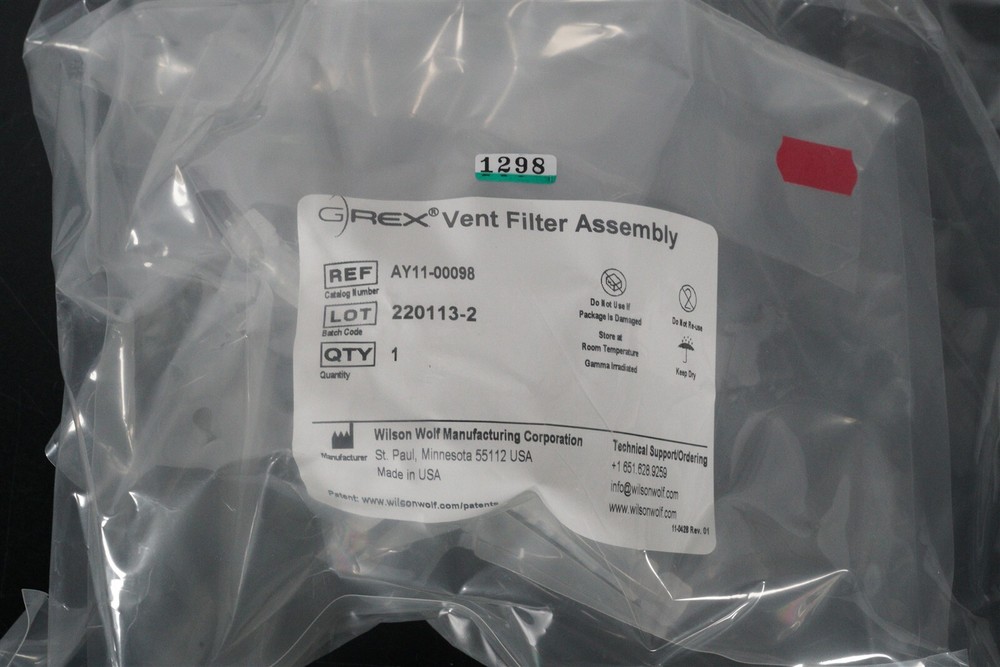 1298
G-REX® Vent Filter Assembly
REF AY11-00098
Catalog Number
LOT 220113-2
Batch Code
QTY 1
Quantity
Do Not Use if
Package is Damaged
Store at
Room Temperature
Gamma Irradiated
Do Not Re-use
Keep Dry
Manufacturer
Wilson Wolf Manufacturing Corporation
St. Paul, Minnesota 55112 USA
Made in USA
Patent: www.wilsonwolf.com/patents
Technical Support/Ordering
+1 651.628.9259
info@wilsonwolf.com
www.wilsonwolf.com
11-042B Rev. 01